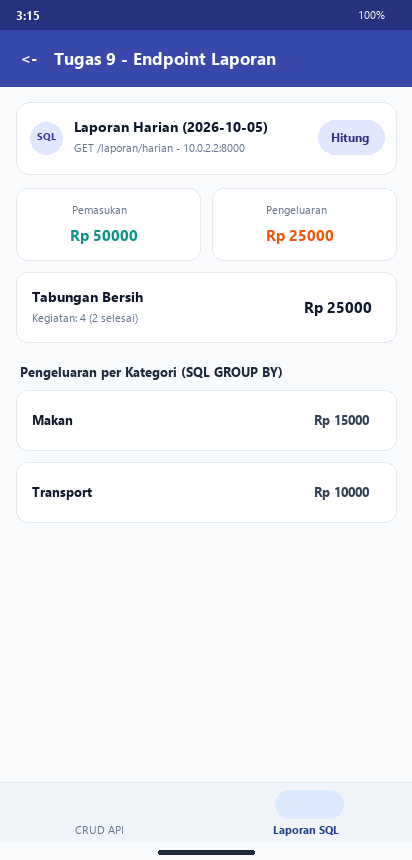 3:15 100%
<- Tugas 9 - Endpoint Laporan
SQL
Laporan Harian (2026-10-05)
GET /laporan/harian - 10.0.2.2:8000
Hitung
Pemasukan
Rp 50000
Pengeluaran
Rp 25000
Tabungan Bersih
Kegiatan: 4 (2 selesai)
Rp 25000
Pengeluaran per Kategori (SQL GROUP BY)
Makan Rp 15000
Transport Rp 10000
CRUD API Laporan SQL